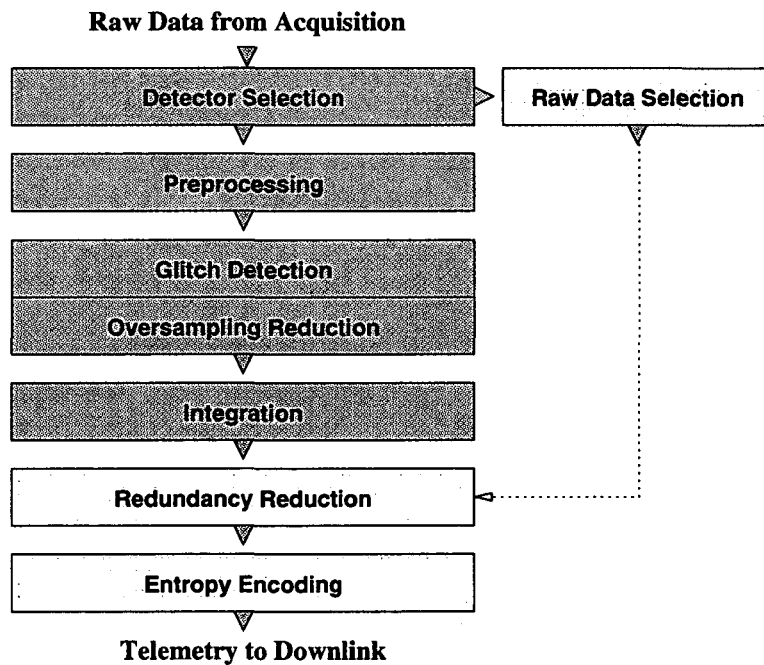 Raw Data from Acquisition
Detector Selection
Raw Data Selection
Preprocessing
Glitch Detection
Oversampling Reduction
Integration
Redundancy Reduction
Entropy Encoding
Telemetry to Downlink